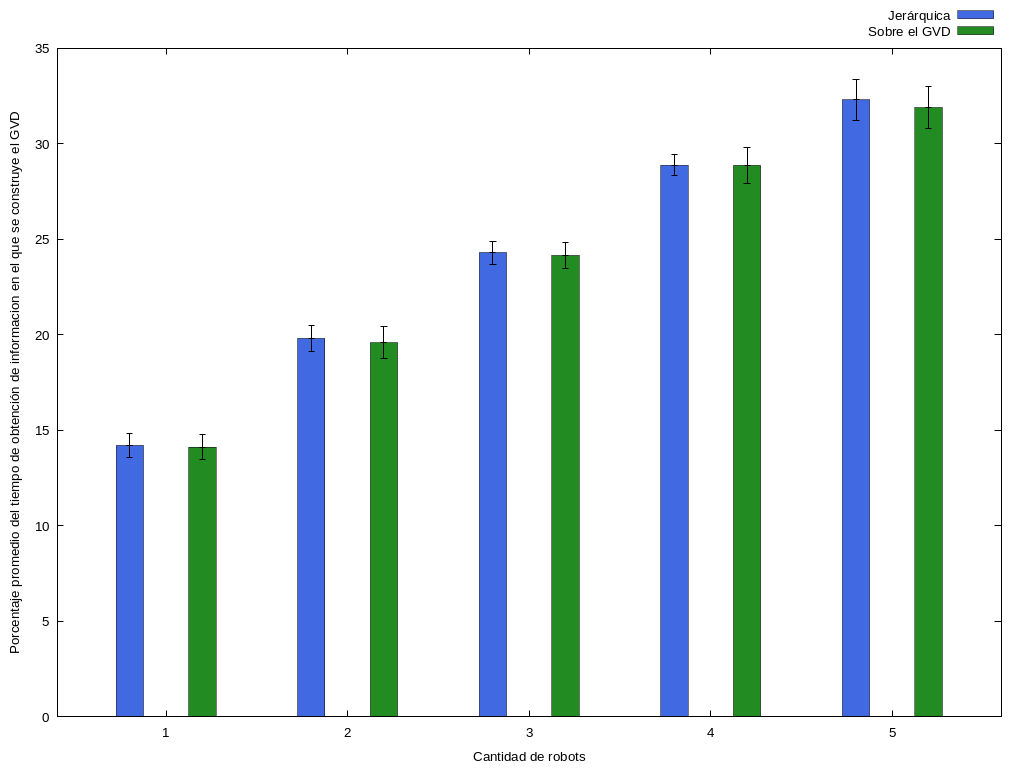 Jerárquica
Sobre el GVD
35
30
25
20
15
10
5
0
Porcentaje promedio del tiempo de obtención de informacion en el que se construye el GVD
1 2 3 4 5
Cantidad de robots